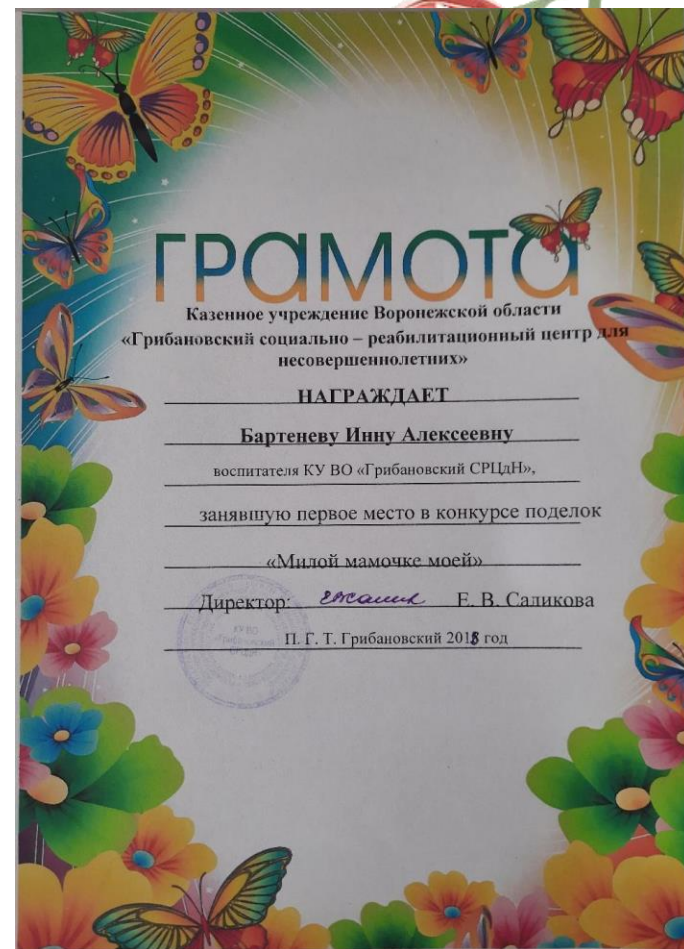 грамота
Казенное учреждение Воронежской области
«Грибановский социально – реабилитационный центр для
несовершеннолетних»
НАГРАЖДАЕТ
Бартеневу Инну Алексеевну
воспитателя КУ ВО «Грибановский СРЦдН»,
занявшую первое место в конкурсе поделок
«Милой мамочке моей»
Директор: Е. В. Саликова
П. Г. Т. Грибановский 2018 год